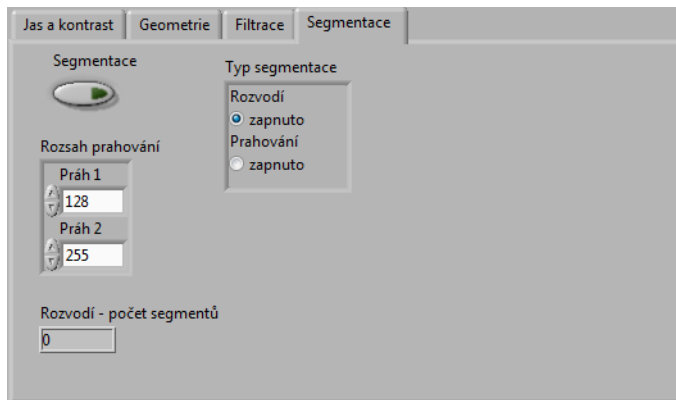 Jas a kontrast Geometrie Filtrace Segmentace
Segmentace
Typ segmentace
Rozvodí
zapnuto
Prahování
zapnuto
Rozsah prahování
Práh 1
128
Práh 2
255
Rozvodí - počet segmentů
0